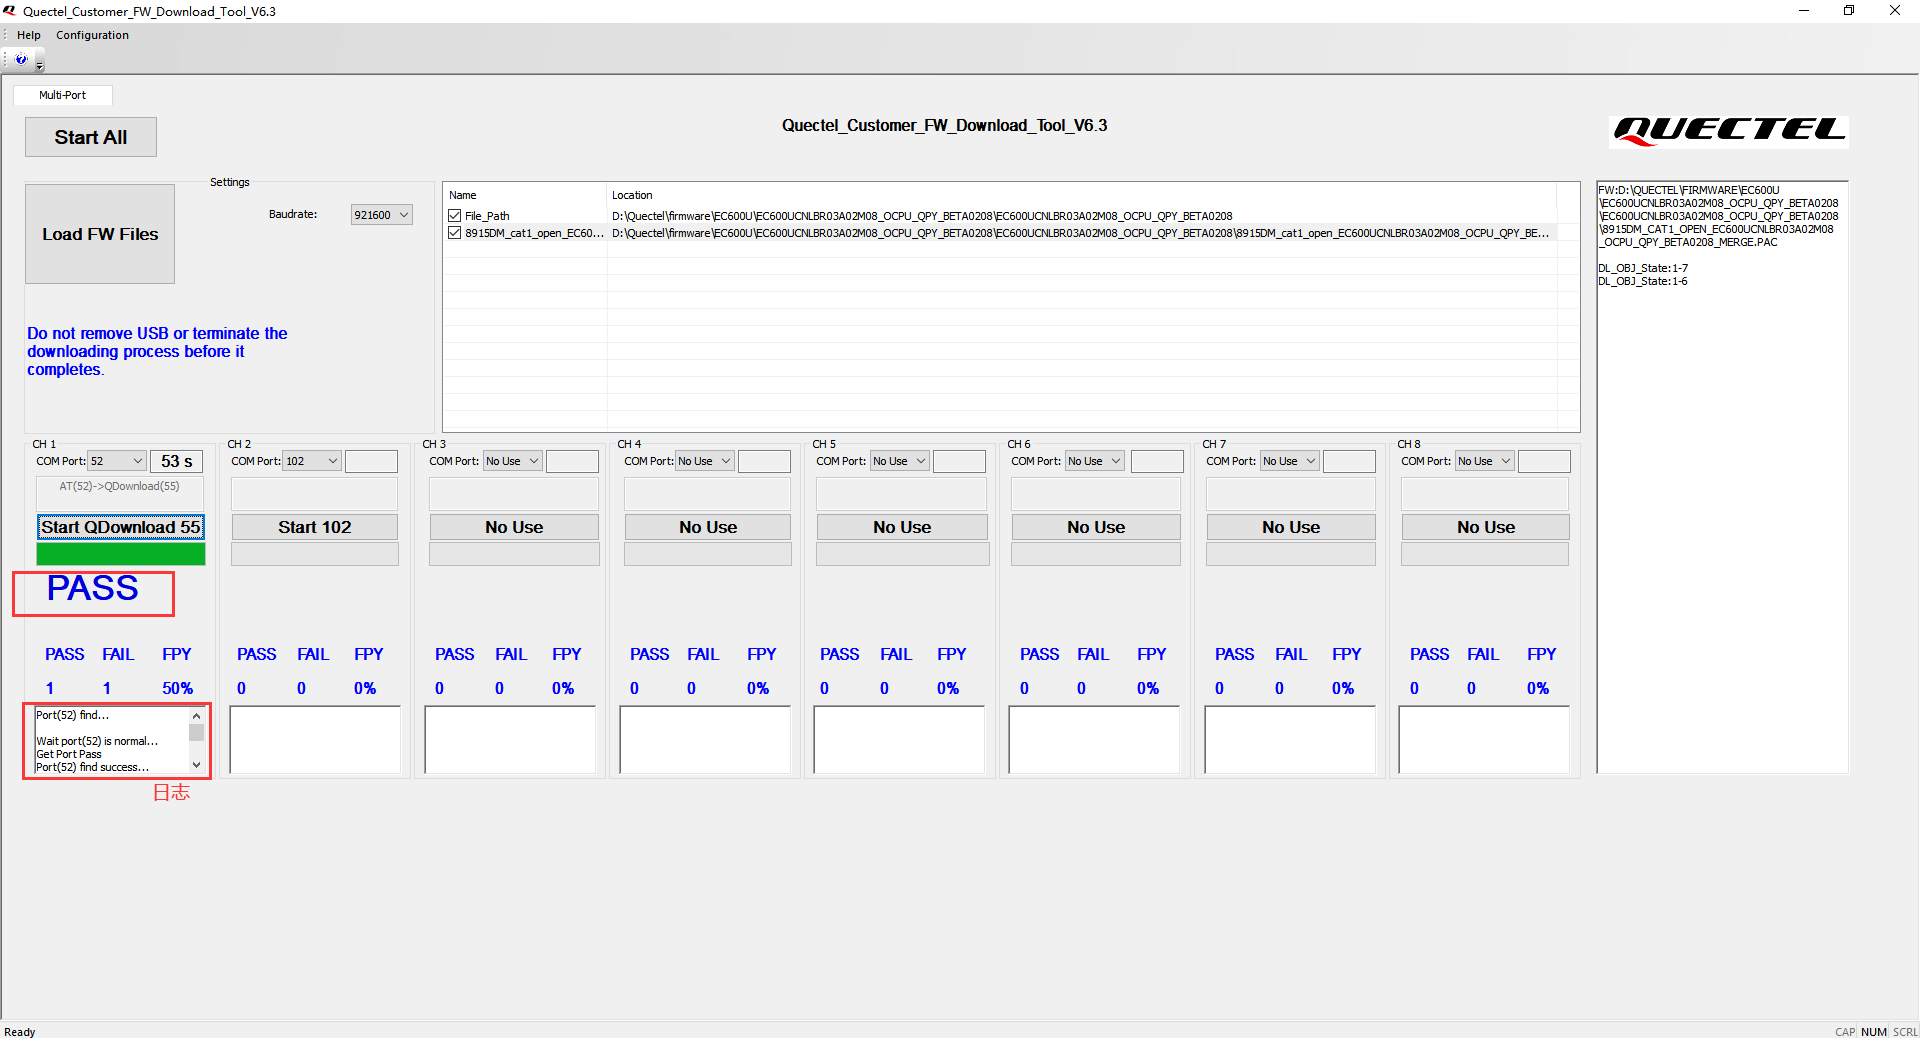 Quectel_Customer_FW_Download_Tool_V6.3
Help Configuration
Multi-Port
Start All
Quectel_Customer_FW_Download_Tool_V6.3
QUECTEL
Settings
Load FW Files
Baudrate: 921600
Do not remove USB or terminate the
downloading process before it
completes.
Name Location
File_Path D:\Quectel\firmware\EC600U\EC600UCNLBR03A02M08_OCPU_QPY_BETA0208\EC600UCNLBR03A02M08_OCPU_QPY_BETA0208
8915DM_cat1_open_EC60... D:\Quectel\firmware\EC600U\EC600UCNLBR03A02M08_OCPU_QPY_BETA0208\EC600UCNLBR03A02M08_OCPU_QPY_BETA0208\8915DM_cat1_open_EC600UCNLBR03A02M08_OCPU_QPY_BE...
FW:D:\QUECTEL\FIRMWARE\EC600U
\EC600UCNLBR03A02M08_OCPU_QPY_BETA0208
\EC600UCNLBR03A02M08_OCPU_QPY_BETA0208
\8915DM_CAT1_OPEN_EC600UCNLBR03A02M08
_OCPU_QPY_BETA0208_MERGE.PAC
DL_OBJ_State:1-7
DL_OBJ_State:1-6
CH 1
COM Port: 52 53 s
AT(52)->QDownload(55)
Start QDownload 55
PASS
PASS FAIL FPY
1 1 50%
Port(52) find...
Wait port(52) is normal...
Get Port Pass
Port(52) find success...
日志
CH 2
COM Port: 102
Start 102
PASS FAIL FPY
0 0 0%
CH 3
COM Port: No Use
No Use
PASS FAIL FPY
0 0 0%
CH 4
COM Port: No Use
No Use
PASS FAIL FPY
0 0 0%
CH 5
COM Port: No Use
No Use
PASS FAIL FPY
0 0 0%
CH 6
COM Port: No Use
No Use
PASS FAIL FPY
0 0 0%
CH 7
COM Port: No Use
No Use
PASS FAIL FPY
0 0 0%
CH 8
COM Port: No Use
No Use
PASS FAIL FPY
0 0 0%
Ready
CAP NUM SCRL